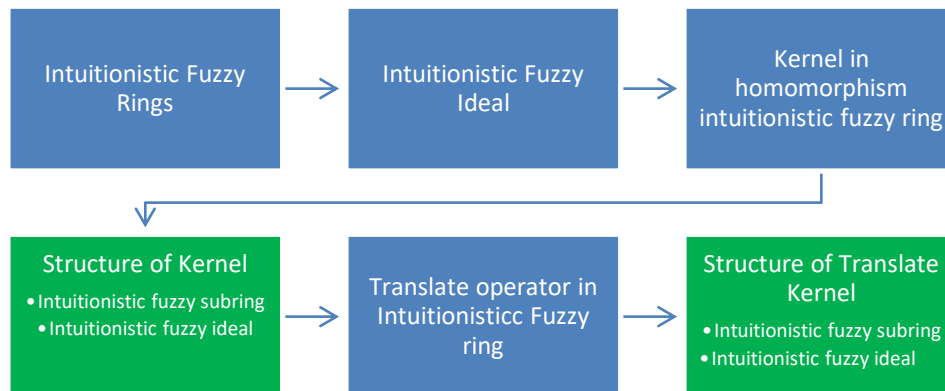 Intuitionistic Fuzzy
Rings
Intuitionistic Fuzzy
Ideal
Kernel in
homomorphism
intuitionistic fuzzy ring
Structure of Kernel
•Intuitionistic fuzzy subring
•Intuitionistic fuzzy ideal
Translate operator in
Intuitionisticc Fuzzy
ring
Structure of Translate
Kernel
•Intuitionistic fuzzy subring
•Intuitionistic fuzzy ideal